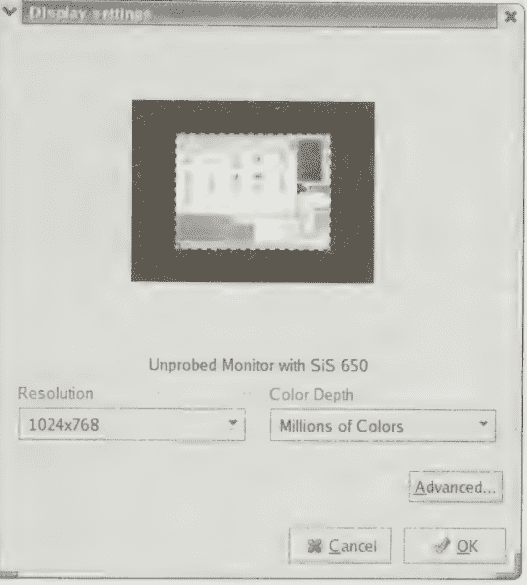 Display settings
Unprobed Monitor with SiS 650
Resolution
Color Depth
1024x768
Millions of Colors
Advanced...
Cancel
OK